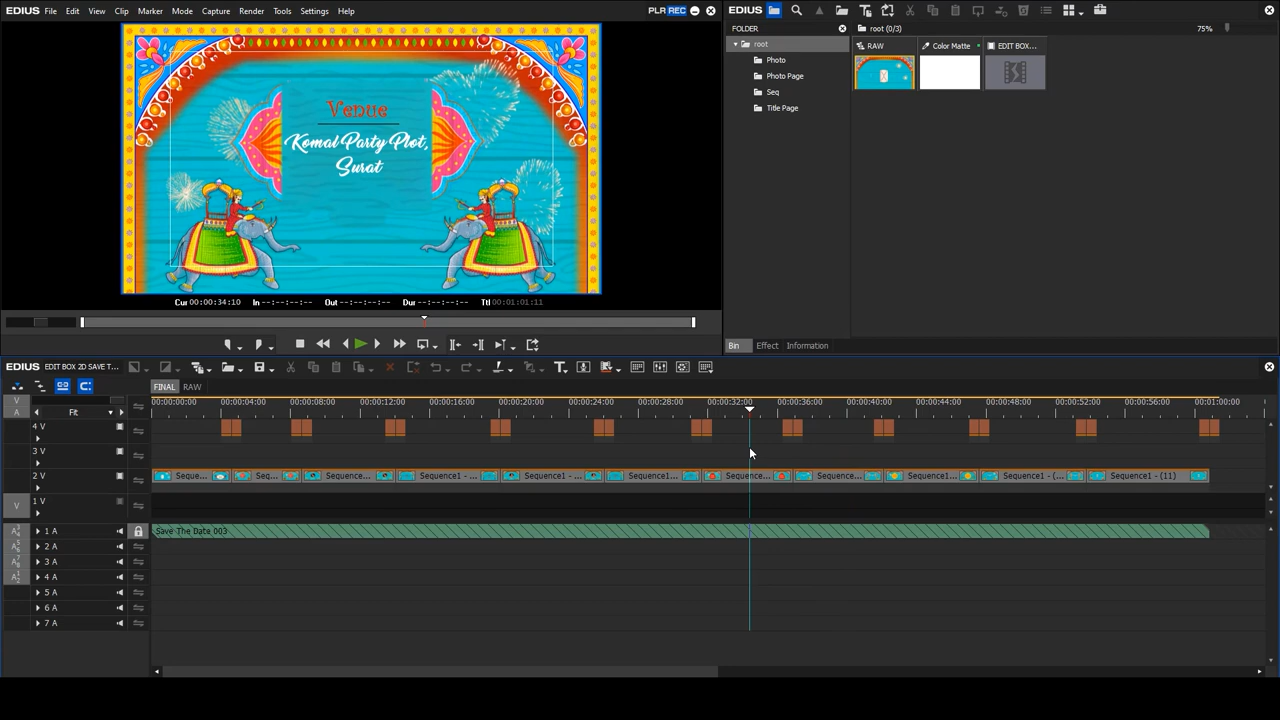 EDIUS File Edit View Clip Marker Mode Capture Render Tools Settings Help PLR REC
EDIUS
FOLDER
root (0/3) 75%
root
Photo
Photo Page
Seq
Title Page
RAW
Color Matte
EDIT BOX...
Venue
Komal Party Plot,
Surat
Cur 00:00:34:10 In --:--:--:-- Out --:--:--:-- Dur --:--:--:-- Ttl 00:01:01:11
Bin Effect Information
EDIUS EDIT BOX 2D SAVE T...
FINAL RAW
V
A
Fit
00:00:00:00 00:00:04:00 00:00:08:00 00:00:12:00 00:00:16:00 00:00:20:00 00:00:24:00 00:00:28:00 00:00:32:00 00:00:36:00 00:00:40:00 00:00:44:00 00:00:48:00 00:00:52:00 00:00:56:00 00:01:00:00
4 V
3 V
2 V Seque... Seq... Sequence... Sequence1 - ... Sequence1 - ... Sequence1... Sequence... Sequence... Sequence1... Sequence1 - (... Sequence1 - (11)
V 1 V
1 A Save The Date 003
2 A
3 A
4 A
5 A
6 A
7 A